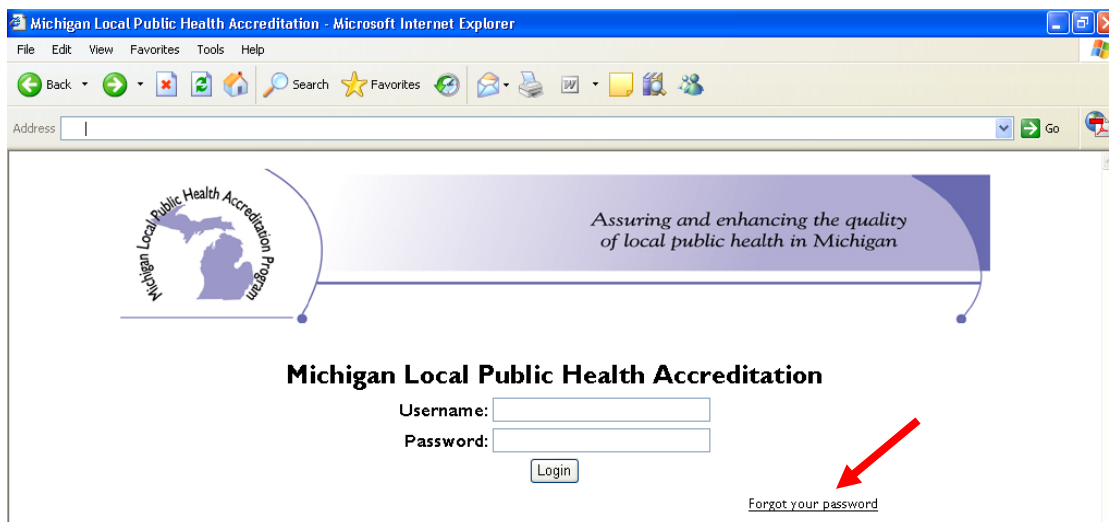 Michigan Local Public Health Accreditation - Microsoft Internet Explorer
File Edit View Favorites Tools Help
Back Search Favorites W
Address Go
Michigan Local Public Health Accreditation Program
Assuring and enhancing the quality
of local public health in Michigan
Michigan Local Public Health Accreditation
Username:
Password:
Login
Forgot your password